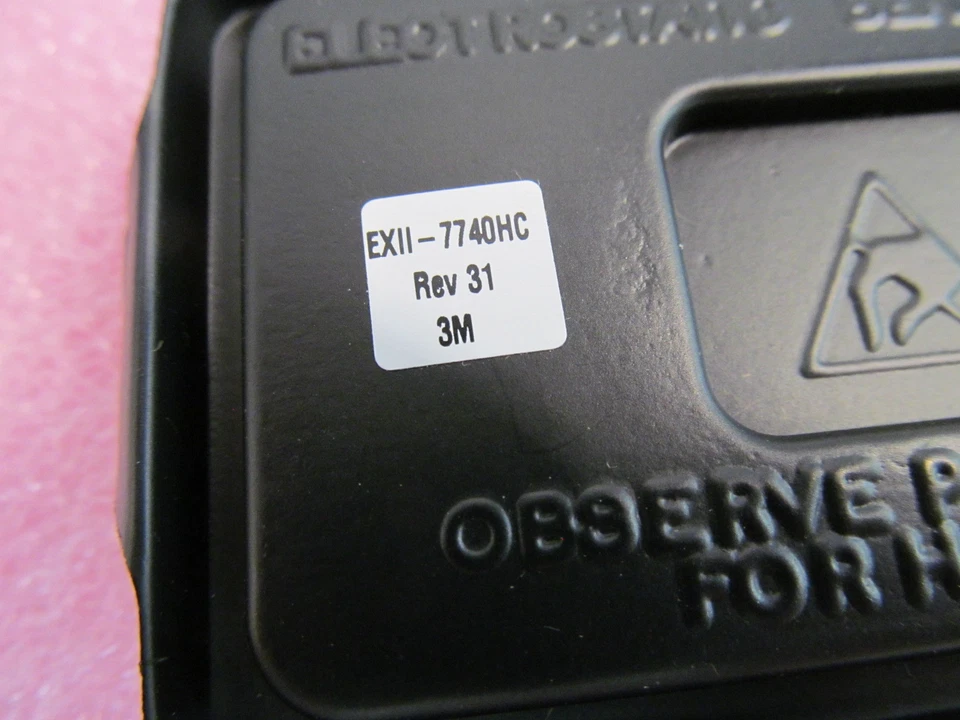 ELECTROSTATIC
EXII-7740HC
Rev 31
3M
OBSERVE P
FOR H